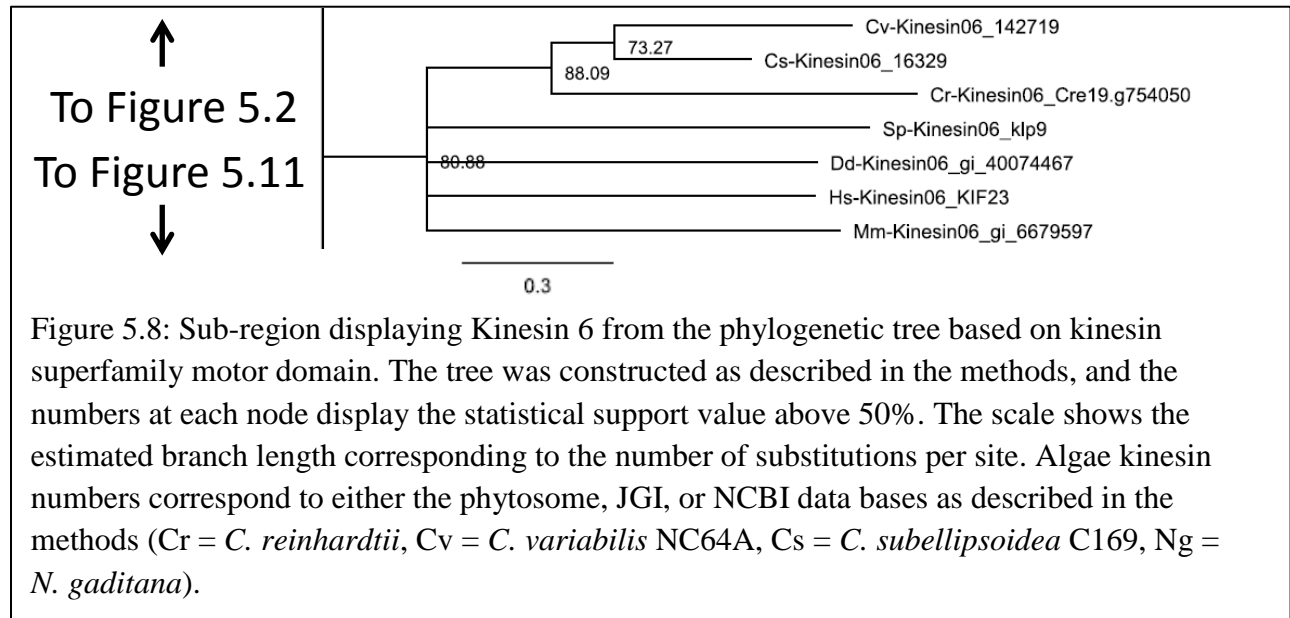 To Figure 5.2
To Figure 5.11
Cv-Kinesin06_142719
73.27
Cs-Kinesin06_16329
88.09
Cr-Kinesin06_Cre19.g754050
Sp-Kinesin06_klp9
80.88
Dd-Kinesin06_gi_40074467
Hs-Kinesin06_KIF23
Mm-Kinesin06_gi_6679597
0.3
Figure 5.8: Sub-region displaying Kinesin 6 from the phylogenetic tree based on kinesin
superfamily motor domain. The tree was constructed as described in the methods, and the
numbers at each node display the statistical support value above 50%. The scale shows the
estimated branch length corresponding to the number of substitutions per site. Algae kinesin
numbers correspond to either the phytosome, JGI, or NCBI data bases as described in the
methods (Cr = C. reinhardtii, Cv = C. variabilis NC64A, Cs = C. subellipsoidea C169, Ng =
N. gaditana).